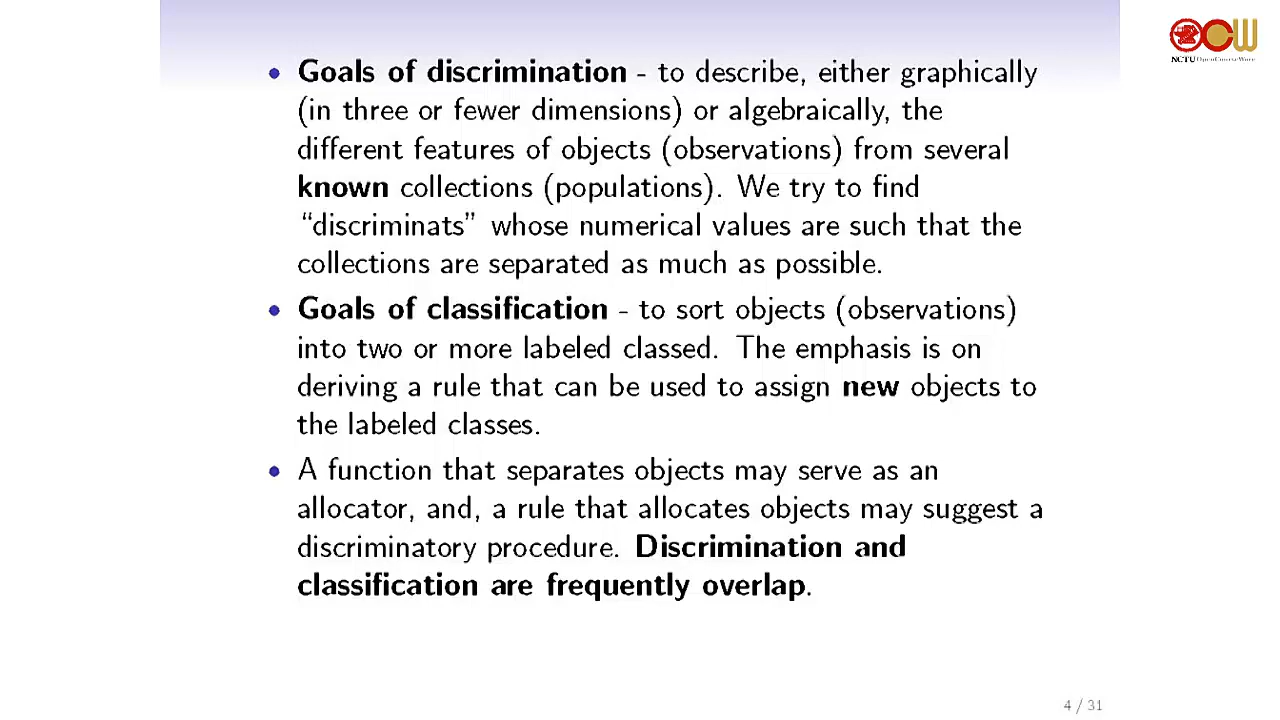 NCTU OpenCourseWare
• Goals of discrimination - to describe, either graphically
(in three or fewer dimensions) or algebraically, the
different features of objects (observations) from several
known collections (populations). We try to find
“discriminats” whose numerical values are such that the
collections are separated as much as possible.
• Goals of classification - to sort objects (observations)
into two or more labeled classed. The emphasis is on
deriving a rule that can be used to assign new objects to
the labeled classes.
• A function that separates objects may serve as an
allocator, and, a rule that allocates objects may suggest a
discriminatory procedure. Discrimination and
classification are frequently overlap.
4 / 31